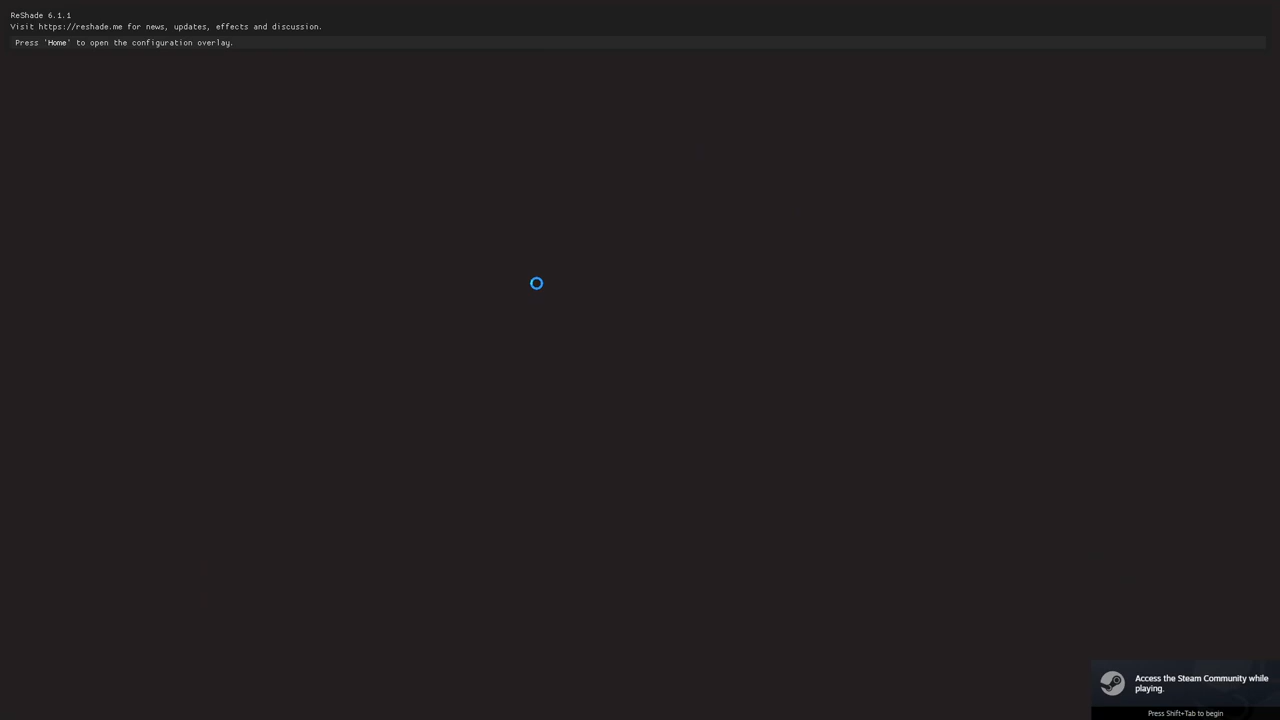 ReShade 6.1.1
Visit https://reshade.me for news, updates, effects and discussion.
Press 'Home' to open the configuration overlay.
Access the Steam Community while
playing.
Press Shift+Tab to begin